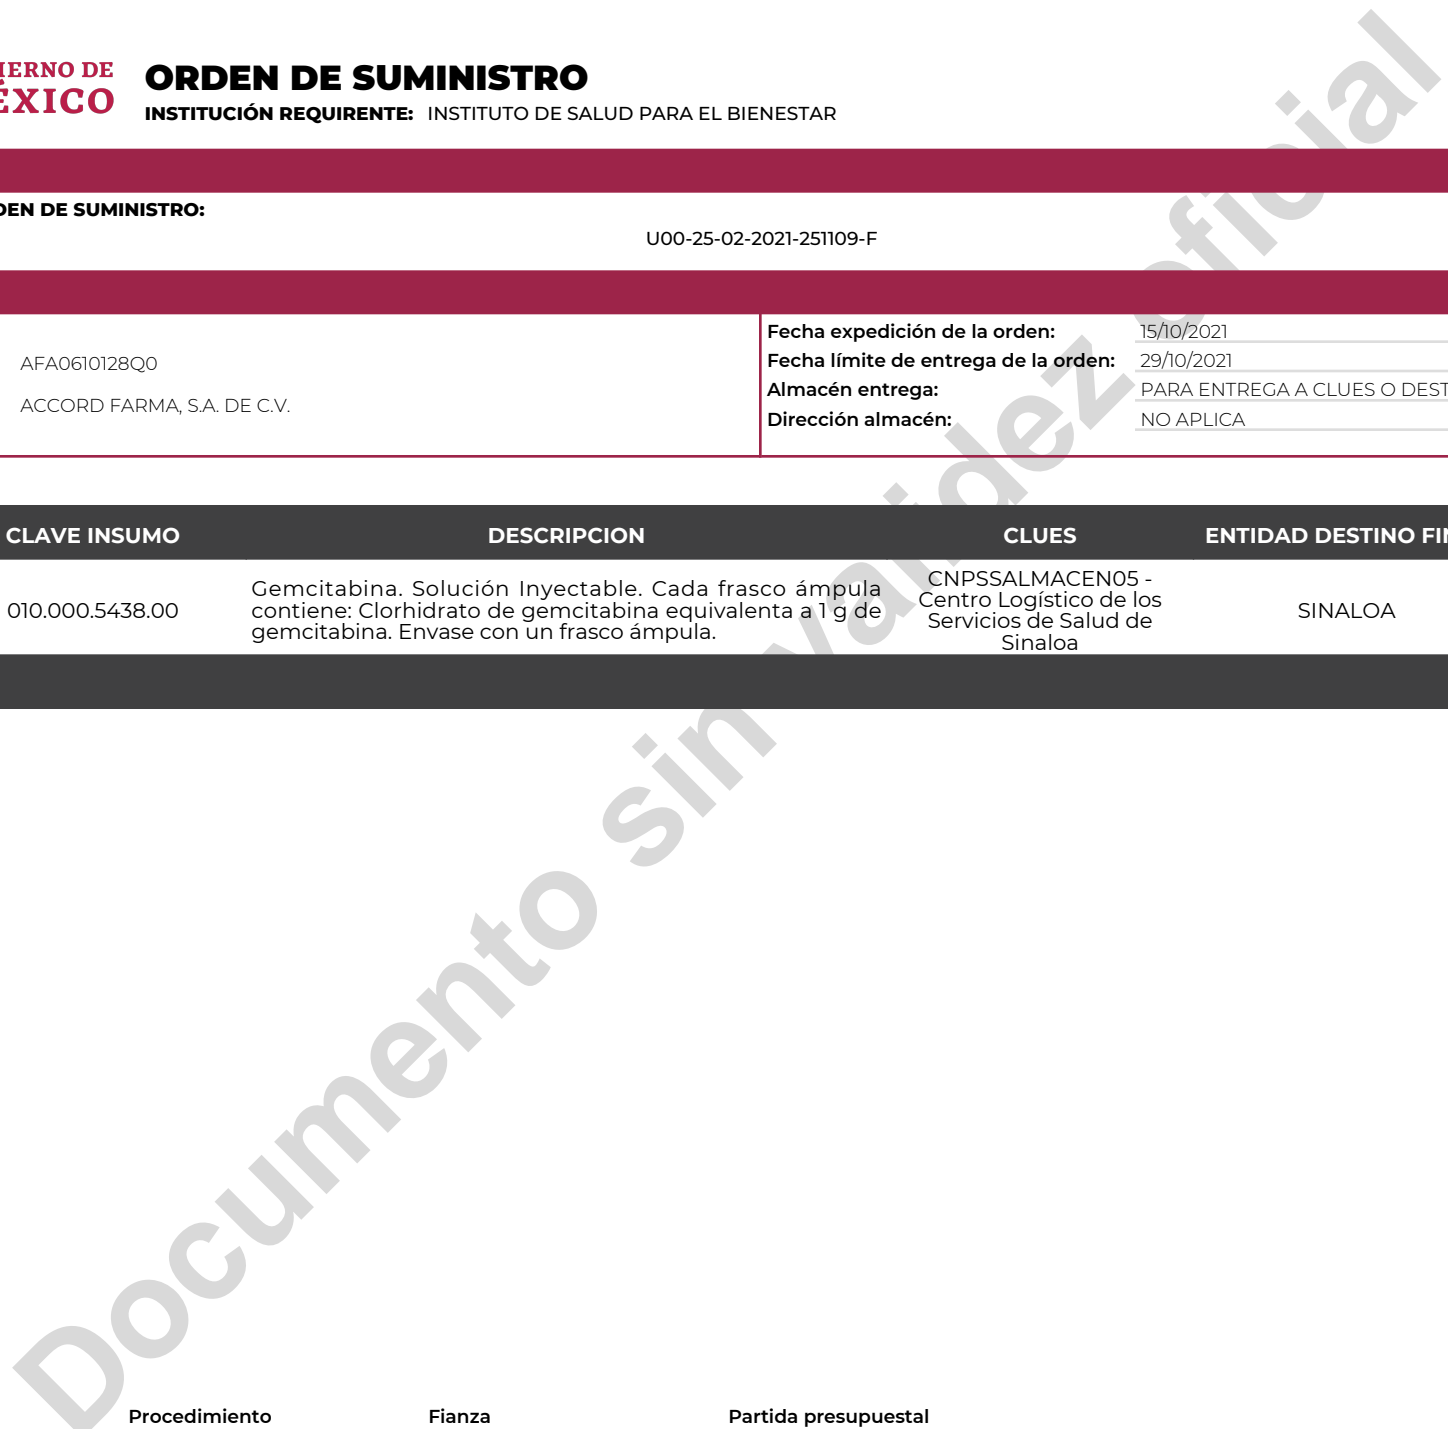 IERNO DE
ÉXICO
ORDEN DE SUMINISTRO
INSTITUCIÓN REQUIRENTE: INSTITUTO DE SALUD PARA EL BIENESTAR
DEN DE SUMINISTRO:
U00-25-02-2021-251109-F
AFA0610128Q0
ACCORD FARMA, S.A. DE C.V.
Fecha expedición de la orden: 15/10/2021
Fecha límite de entrega de la orden: 29/10/2021
Almacén entrega: PARA ENTREGA A CLUES O DEST
Dirección almacén: NO APLICA
CLAVE INSUMO DESCRIPCION CLUES ENTIDAD DESTINO FIN
010.000.5438.00
Gemcitabina. Solución Inyectable. Cada frasco ámpula
contiene: Clorhidrato de gemcitabina equivalenta a 1 g de
gemcitabina. Envase con un frasco ámpula.
CNPSSALMACEN05 -
Centro Logístico de los
Servicios de Salud de
Sinaloa
SINALOA
Documento sin validez oficial
Procedimiento Fianza Partida presupuestal